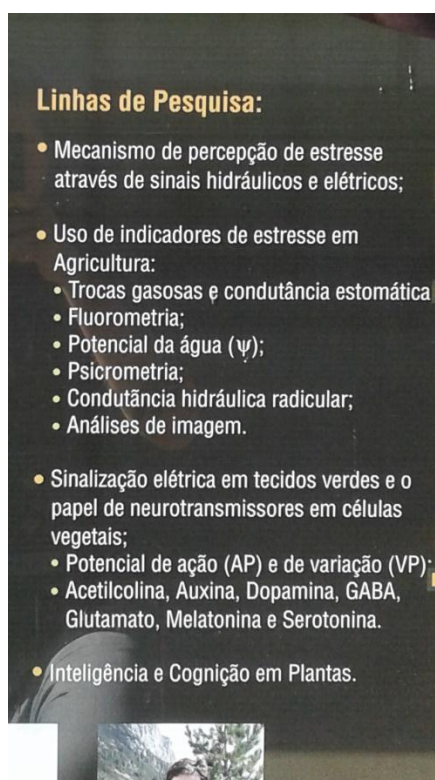 Linhas de Pesquisa:
• Mecanismo de percepção de estresse
através de sinais hidráulicos e elétricos;
• Uso de indicadores de estresse em
Agricultura:
• Trocas gasosas e condutância estomática
• Fluorometria;
• Potencial da água (ψ);
• Psicrometria;
• Condutãncia hidráulica radicular;
• Análises de imagem.
• Sinalização elétrica em tecidos verdes e o
papel de neurotransmissores em células
vegetais;
• Potencial de ação (AP) e de variação (VP);
• Acetilcolina, Auxina, Dopamina, GABA,
Glutamato, Melatonina e Serotonina.
• Inteligência e Cognição em Plantas.